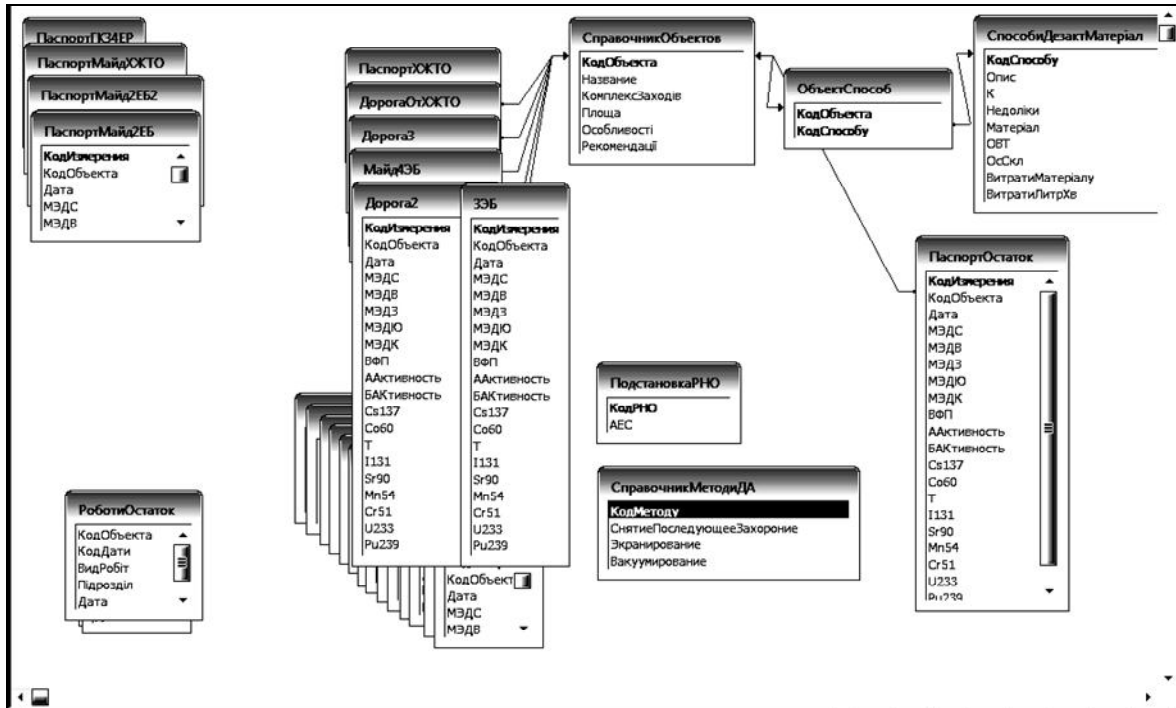 ПаспортГК34ЕР
ПаспортМайдХЖТО
ПаспортМайд2ЕБ2
ПаспортМайд2ЕБ
КодИзмерения
КодОбъекта
Дата
МЭДС
МЭДВ
РоботиОстаток
КодОбъекта
КодДати
ВидРобіт
Підрозділ
Дата
ПаспортХЖТО
ДорогаОтХЖТО
Дорога3
Майд4ЭБ
Дорога2
КодИзмерения
КодОбъекта
Дата
МЭДС
МЭДВ
МЭДЗ
МЭДЮ
МЭДК
ВФП
ААктивность
БАКтивность
Cs137
Co60
T
I131
Sr90
Mn54
Cr51
U233
Pu239
3ЭБ
КодИзмерения
КодОбъекта
Дата
МЭДС
МЭДВ
МЭДЗ
МЭДЮ
МЭДК
ВФП
ААктивность
БАКтивность
Cs137
Co60
T
I131
Sr90
Mn54
Cr51
U233
Pu239
КодОбъект
Дата
МЭДС
МЭДВ
СправочникОбъектов
КодОбъекта
Название
КомплексЗаходів
Площа
Особливості
Рекомендації
ПодстановкаРНО
КодРНО
АЕС
СправочникМетодиДА
КодМетоду
СнятиеПоследующееЗахороние
Экранирование
Вакуумирование
ОбъектСпособ
КодОбъекта
КодСпособу
СпособиДезактМатеріал
КодСпособу
Опис
К
Недоліки
Матеріал
ОВТ
ОсСкл
ВитратиМатеріалу
ВитратиЛитрХв
ПаспортОстаток
КодИзмерения
КодОбъекта
Дата
МЭДС
МЭДВ
МЭДЗ
МЭДЮ
МЭДК
ВФП
ААктивность
БАКтивность
Cs137
Co60
T
I131
Sr90
Mn54
Cr51
U233
Pu239